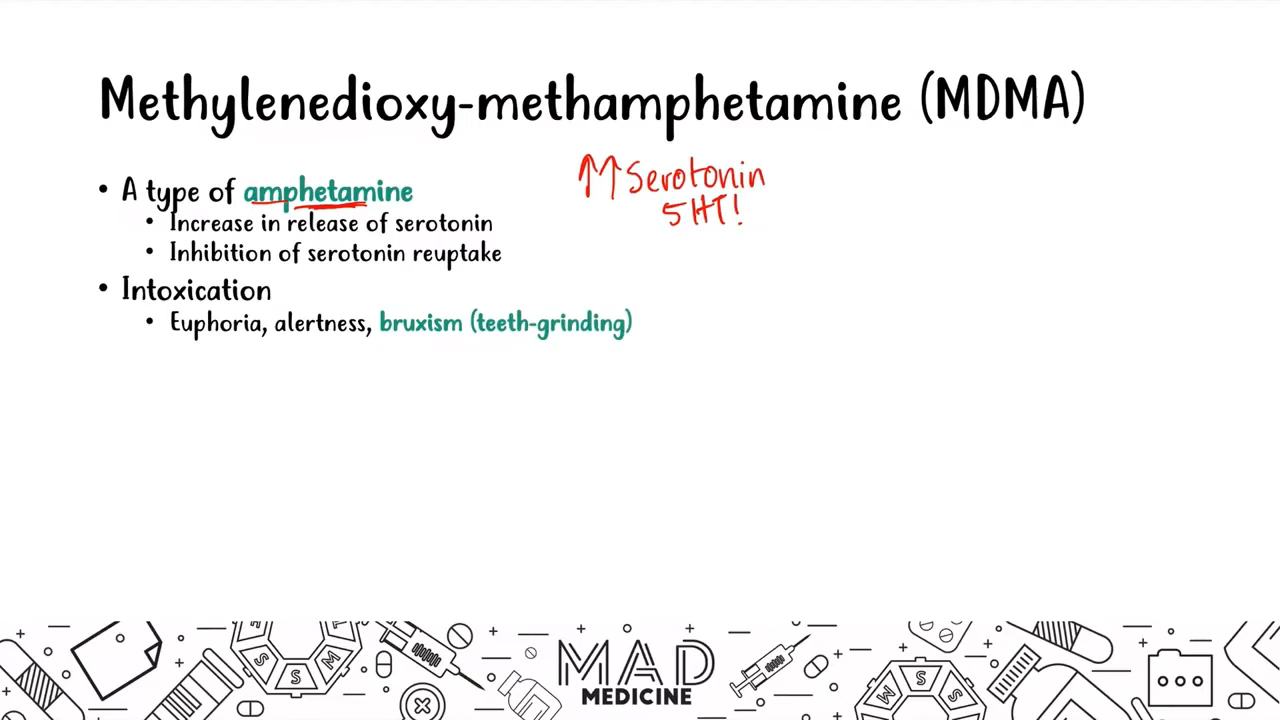 Methylenedioxy-methamphetamine (MDMA)
• A type of amphetamine
↑↑ Serotonin
5HT!
• Increase in release of serotonin
• Inhibition of serotonin reuptake
• Intoxication
• Euphoria, alertness, bruxism (teeth-grinding)
S S M
M S S
MAD
MEDICINE